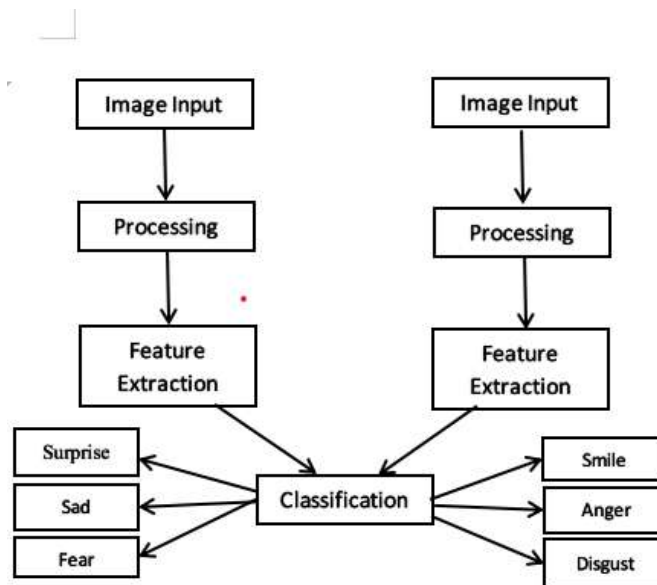 Image Input
Image Input
Processing
Processing
Feature
Extraction
Feature
Extraction
Surprise
Smile
Sad
Classification
Anger
Fear
Disgust